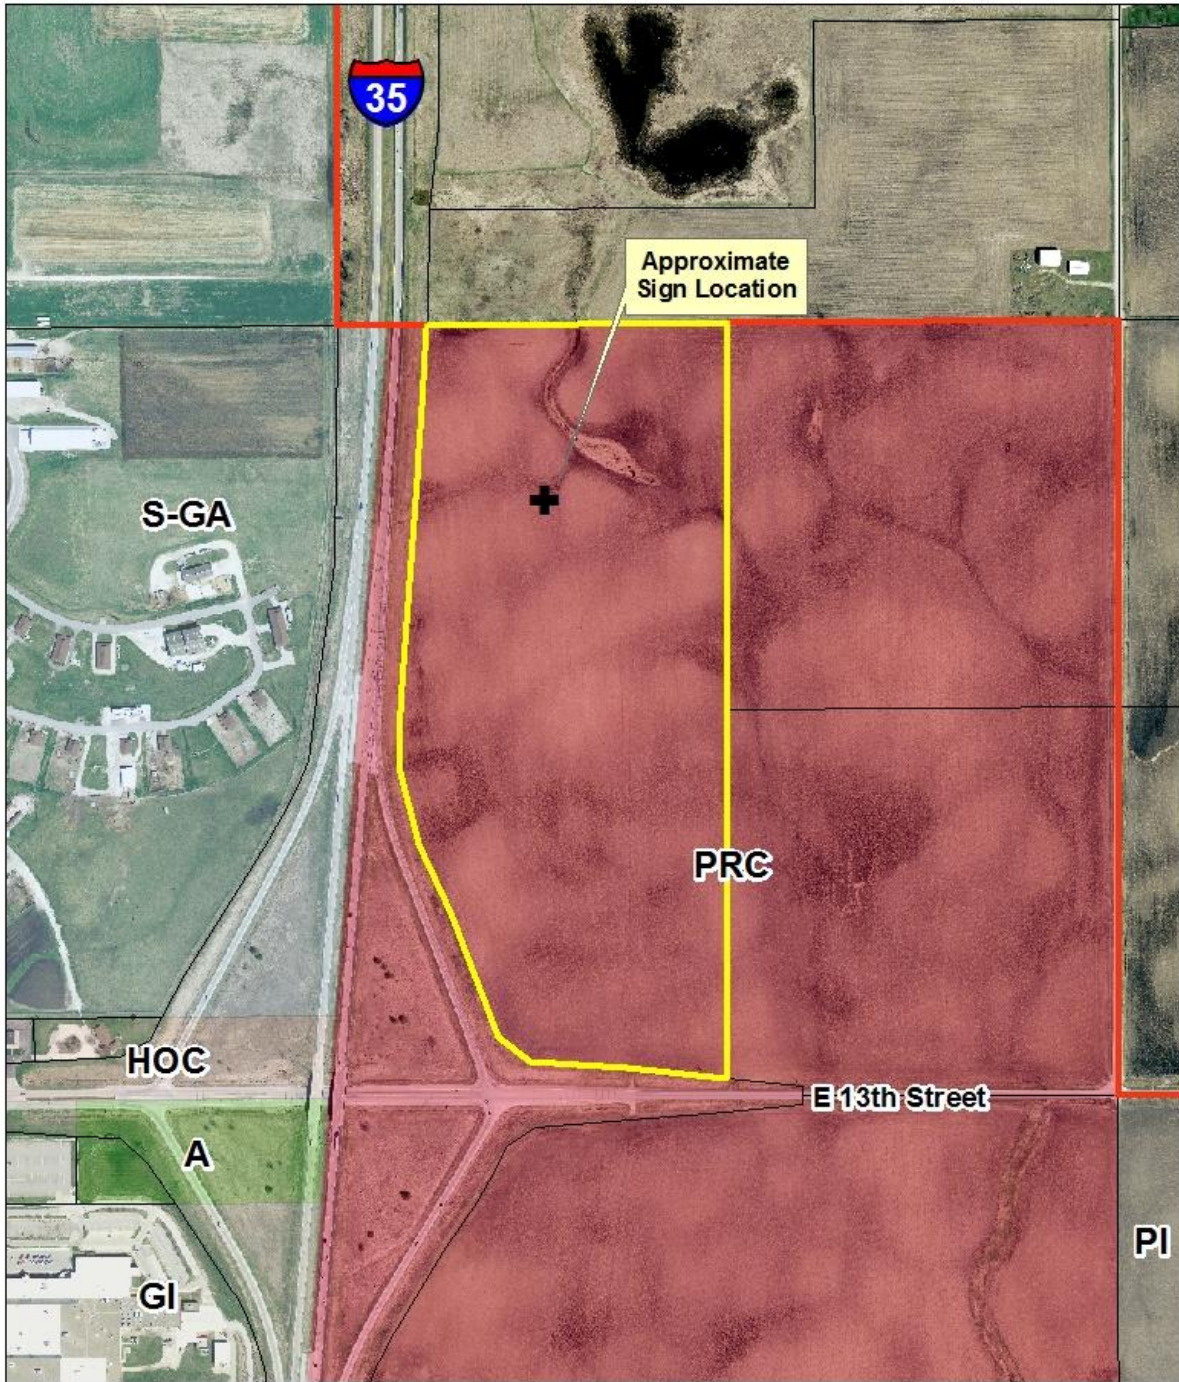 35
Approximate
Sign Location
S-GA
PRC
HOC
E 13th Street
A
PI
GI